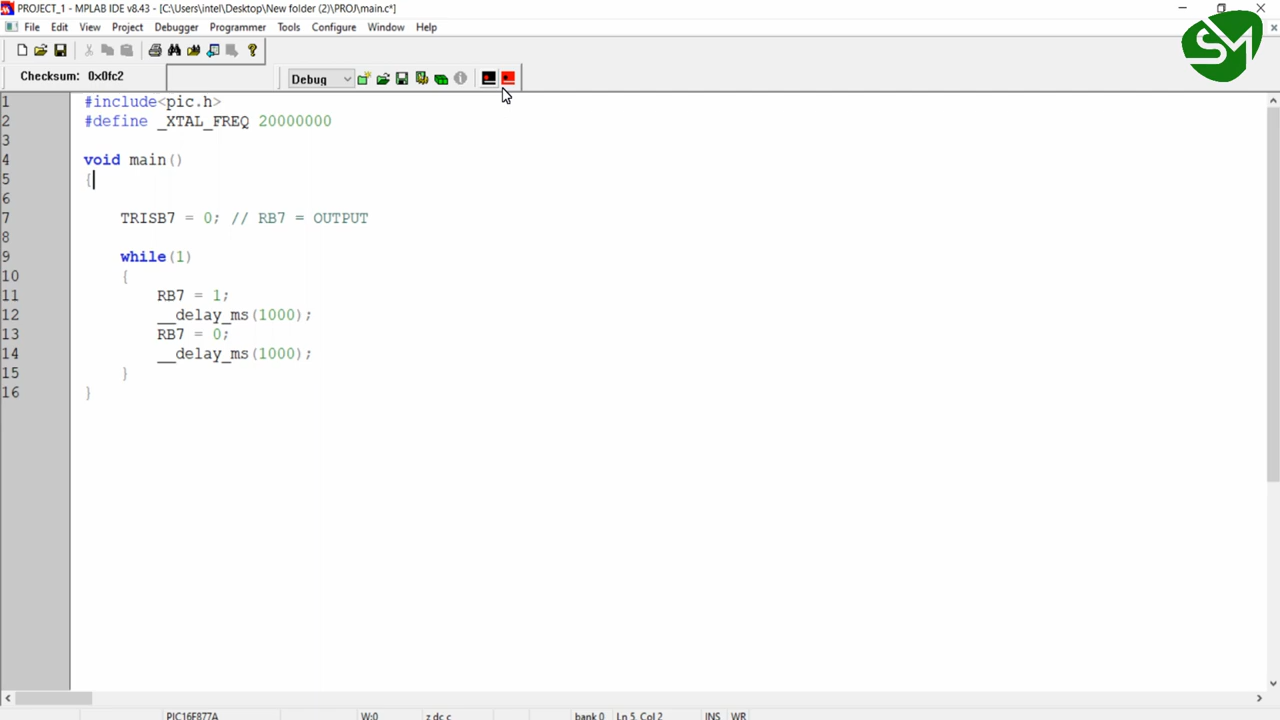 PROJECT_1 - MPLAB IDE v8.43 - [C:\Users\intel\Desktop\New folder (2)\PROJ\main.c*]
File Edit View Project Debugger Programmer Tools Configure Window Help
SM
?
Checksum: 0x0fc2
Debug
1 #include<pic.h>
2 #define _XTAL_FREQ 20000000
3
4 void main()
5 {
6
7 TRISB7 = 0; // RB7 = OUTPUT
8
9 while(1)
10 {
11 RB7 = 1;
12 __delay_ms(1000);
13 RB7 = 0;
14 __delay_ms(1000);
15 }
16 }
PIC16F877A W:0 z dc c bank 0 Ln 5, Col 2 INS WR